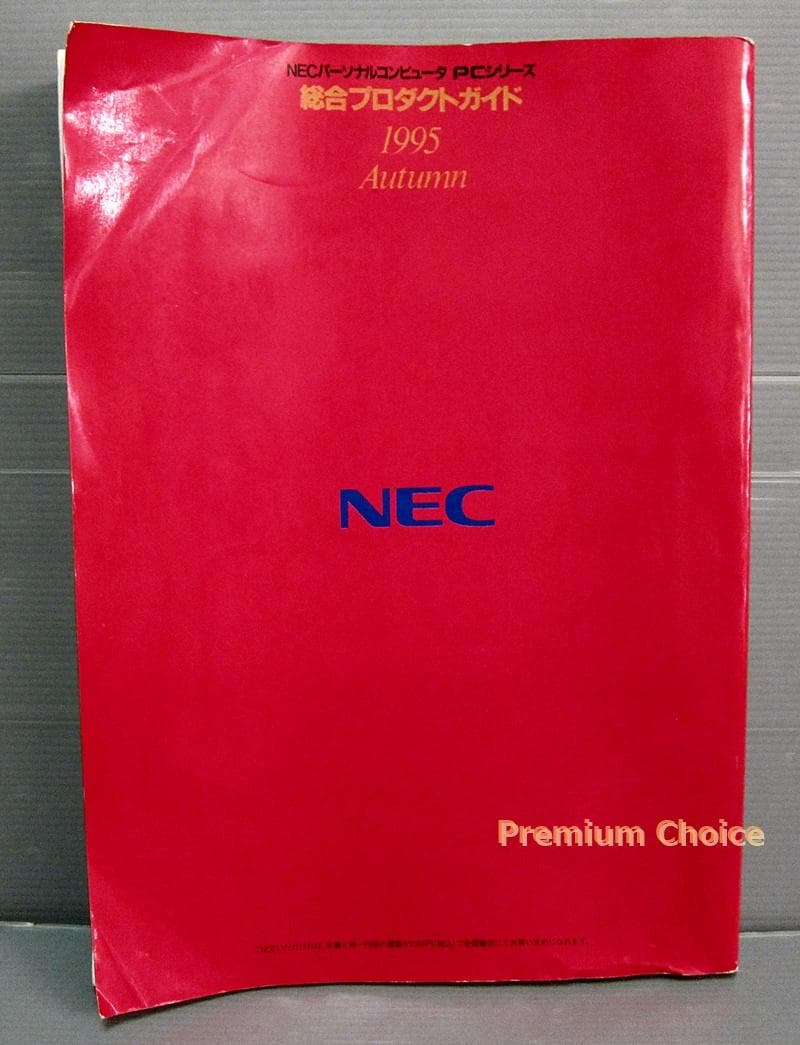 NECパーソナルコンピュータ PCシリーズ
総合プロダクトガイド
1995
Autumn
NEC
Premium Choice